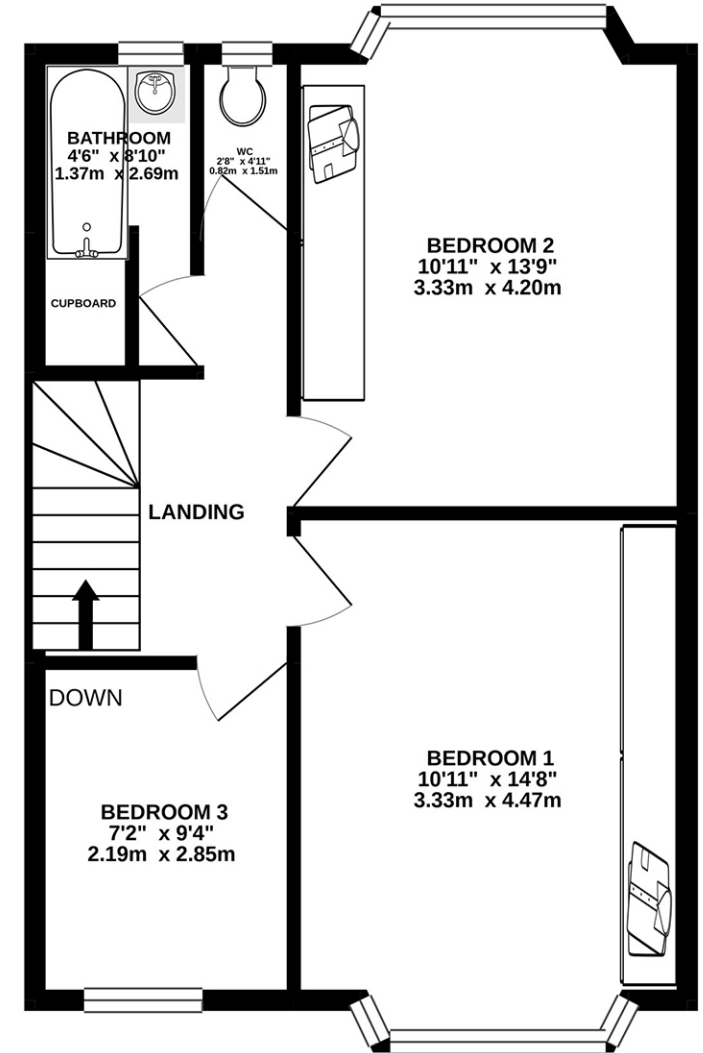 BATHROOM
4'6" x 8'10"
1.37m x 2.69m
WC
2'8" x 4'11"
0.82m x 1.51m
BEDROOM 2
10'11" x 13'9"
3.33m x 4.20m
CUPBOARD
LANDING
DOWN
BEDROOM 1
10'11" x 14'8"
3.33m x 4.47m
BEDROOM 3
7'2" x 9'4"
2.19m x 2.85m